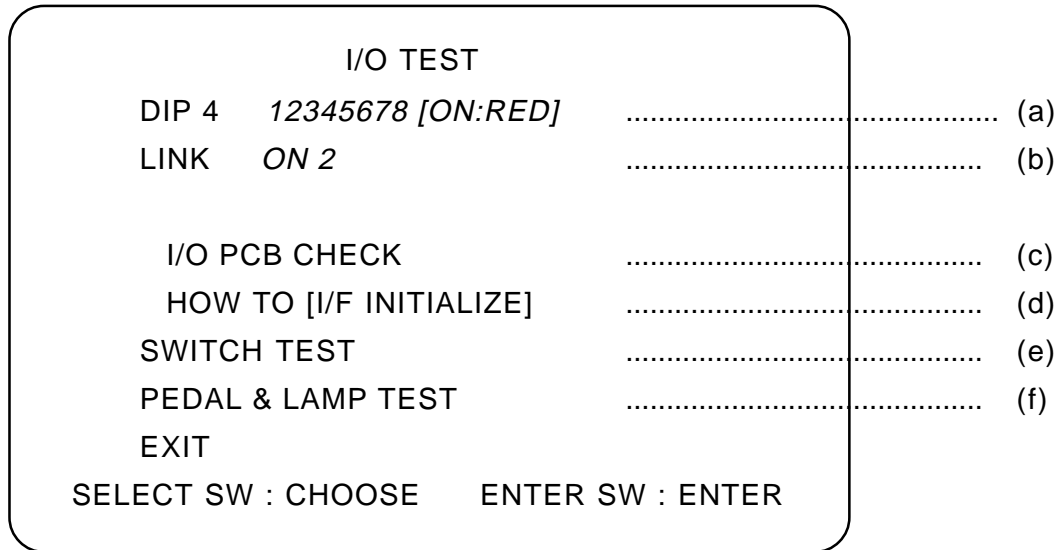 I/O TEST
DIP 4 12345678 [ON:RED] ............................................. (a)
LINK ON 2 ........................................... (b)
I/O PCB CHECK ........................................... (c)
HOW TO [I/F INITIALIZE] ........................................... (d)
SWITCH TEST ........................................... (e)
PEDAL & LAMP TEST ........................................... (f)
EXIT
SELECT SW : CHOOSE ENTER SW : ENTER